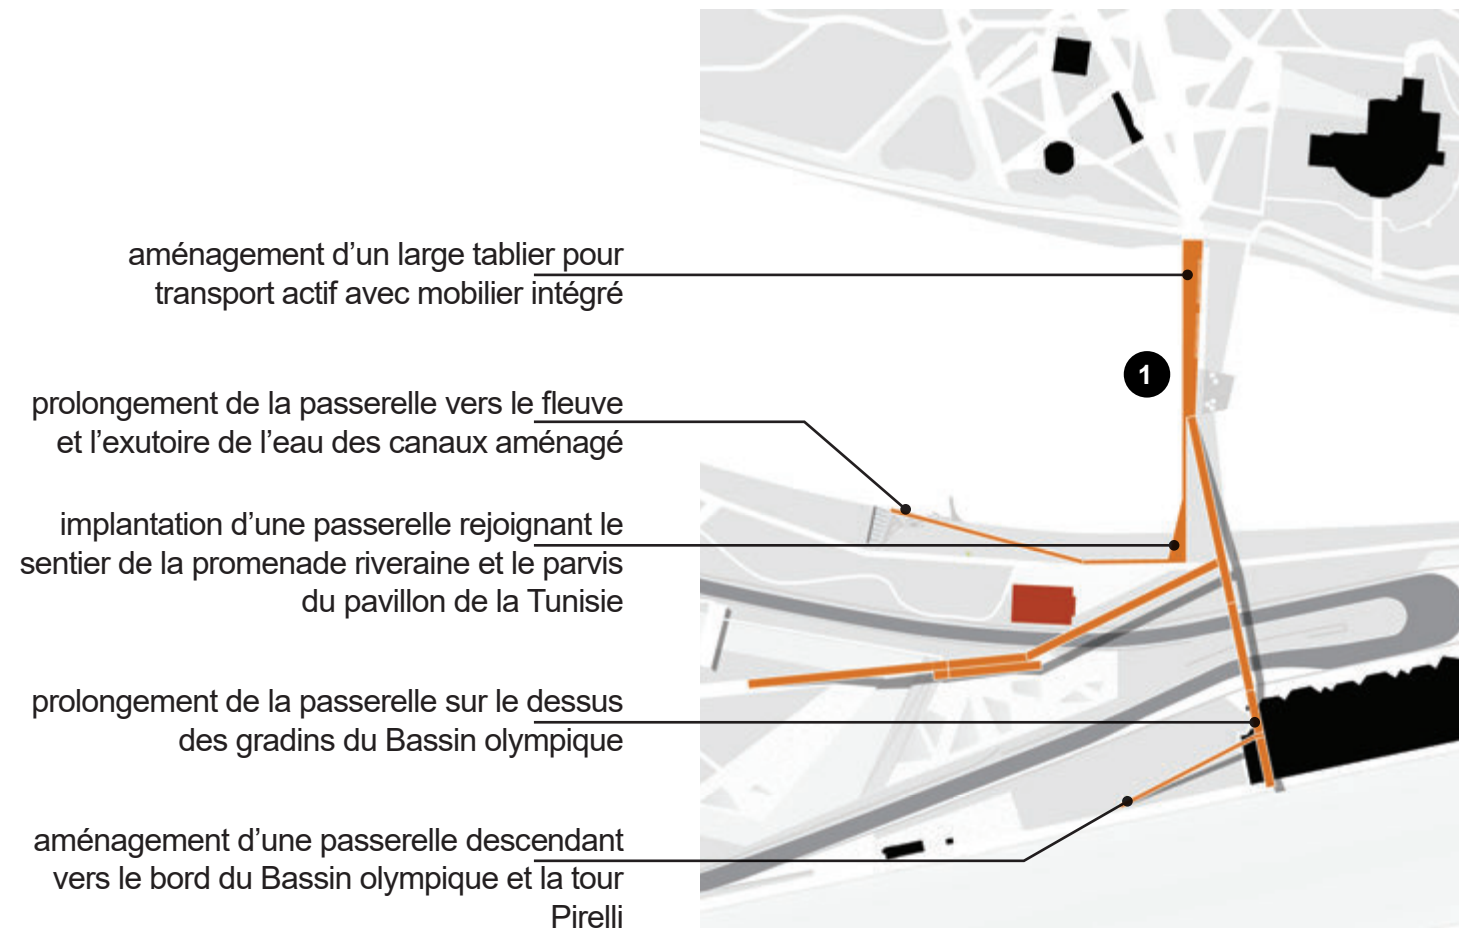 aménagement d’un large tablier pour
transport actif avec mobilier intégré
1
prolongement de la passerelle vers le fleuve
et l’exutoire de l’eau des canaux aménagé
implantation d’une passerelle rejoignant le
sentier de la promenade riveraine et le parvis
du pavillon de la Tunisie
prolongement de la passerelle sur le dessus
des gradins du Bassin olympique
aménagement d’une passerelle descendant
vers le bord du Bassin olympique et la tour
Pirelli